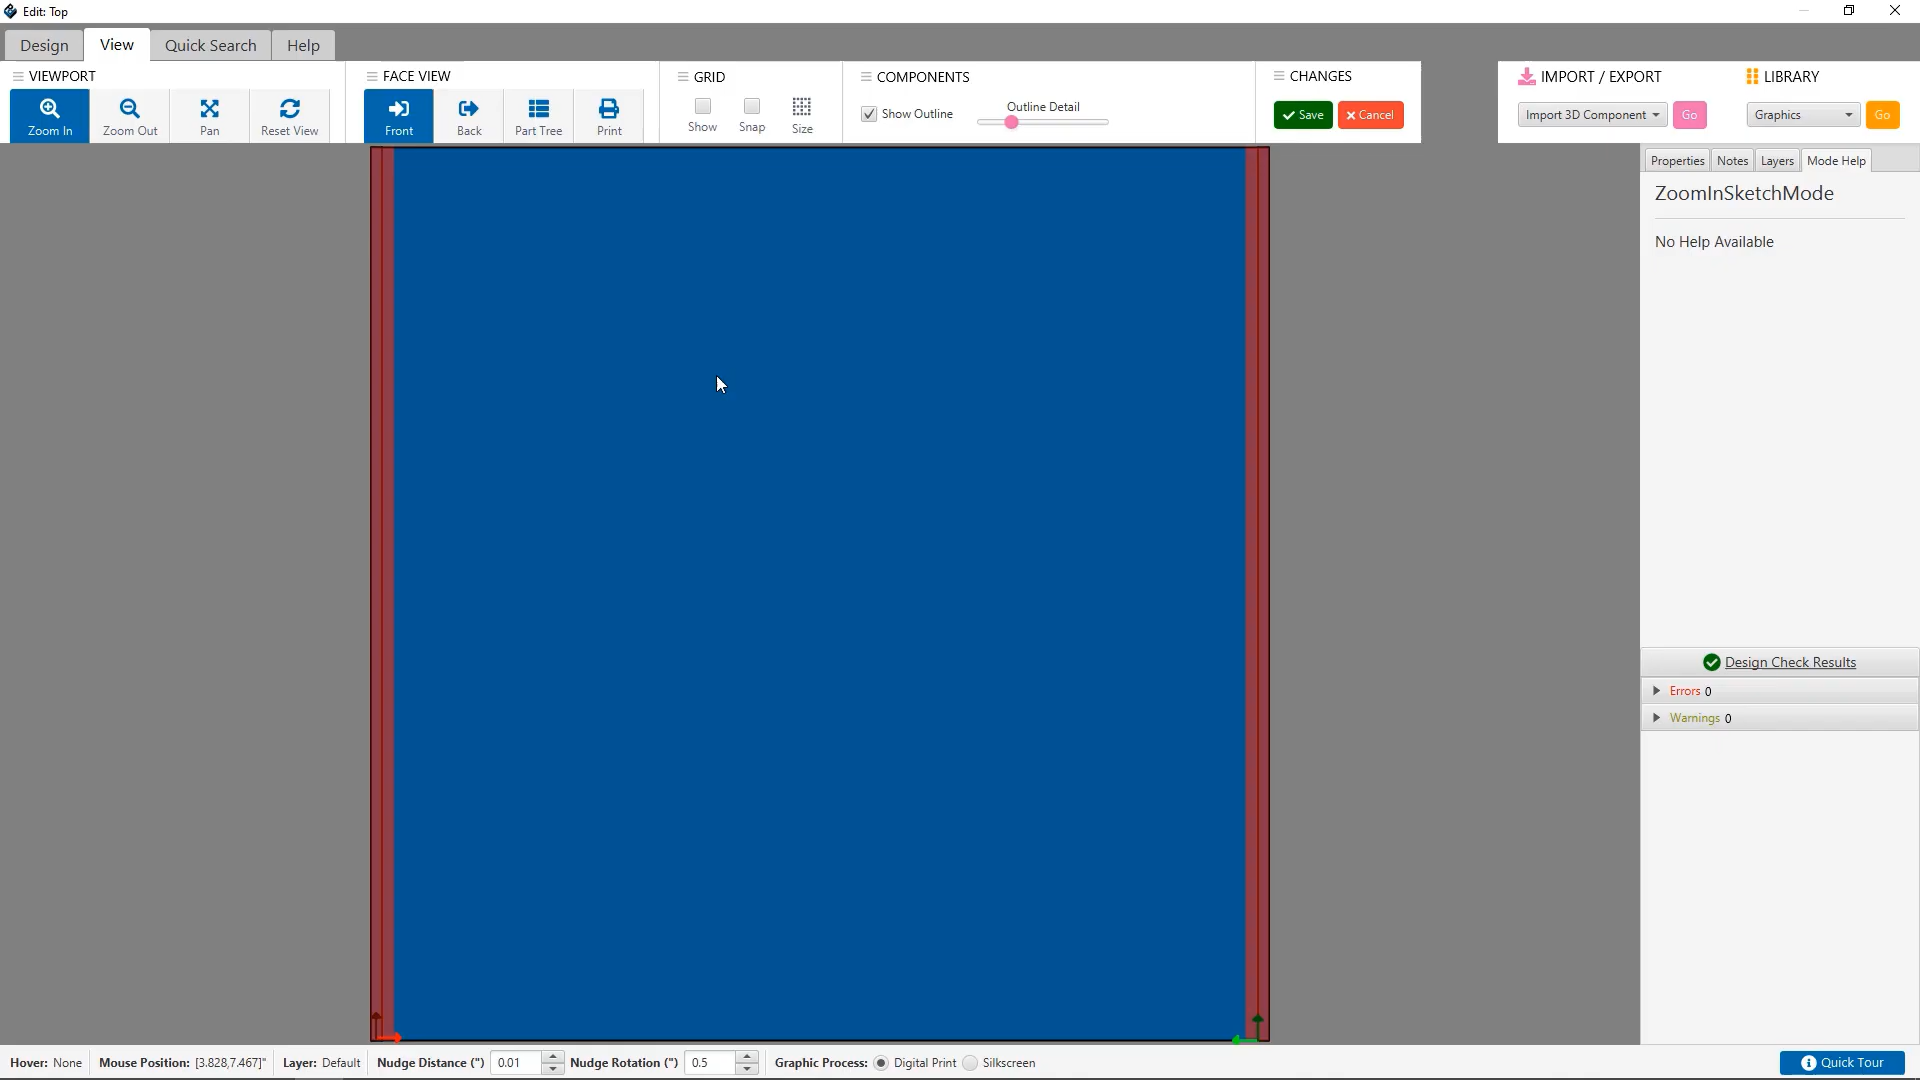 Edit: Top
Design View Quick Search Help
VIEWPORT FACE VIEW GRID COMPONENTS CHANGES IMPORT / EXPORT LIBRARY
Zoom In Zoom Out Pan Reset View Front Back Part Tree Print Show Snap Size Show Outline Outline Detail Save Cancel Import 3D Component Go Graphics Go
Properties Notes Layers Mode Help
ZoomInSketchMode
No Help Available
Design Check Results
Errors 0
Warnings 0
Hover: None Mouse Position: [3.828,7.467]" Layer: Default Nudge Distance (") 0.01 Nudge Rotation (°) 0.5 Graphic Process: Digital Print Silkscreen Quick Tour